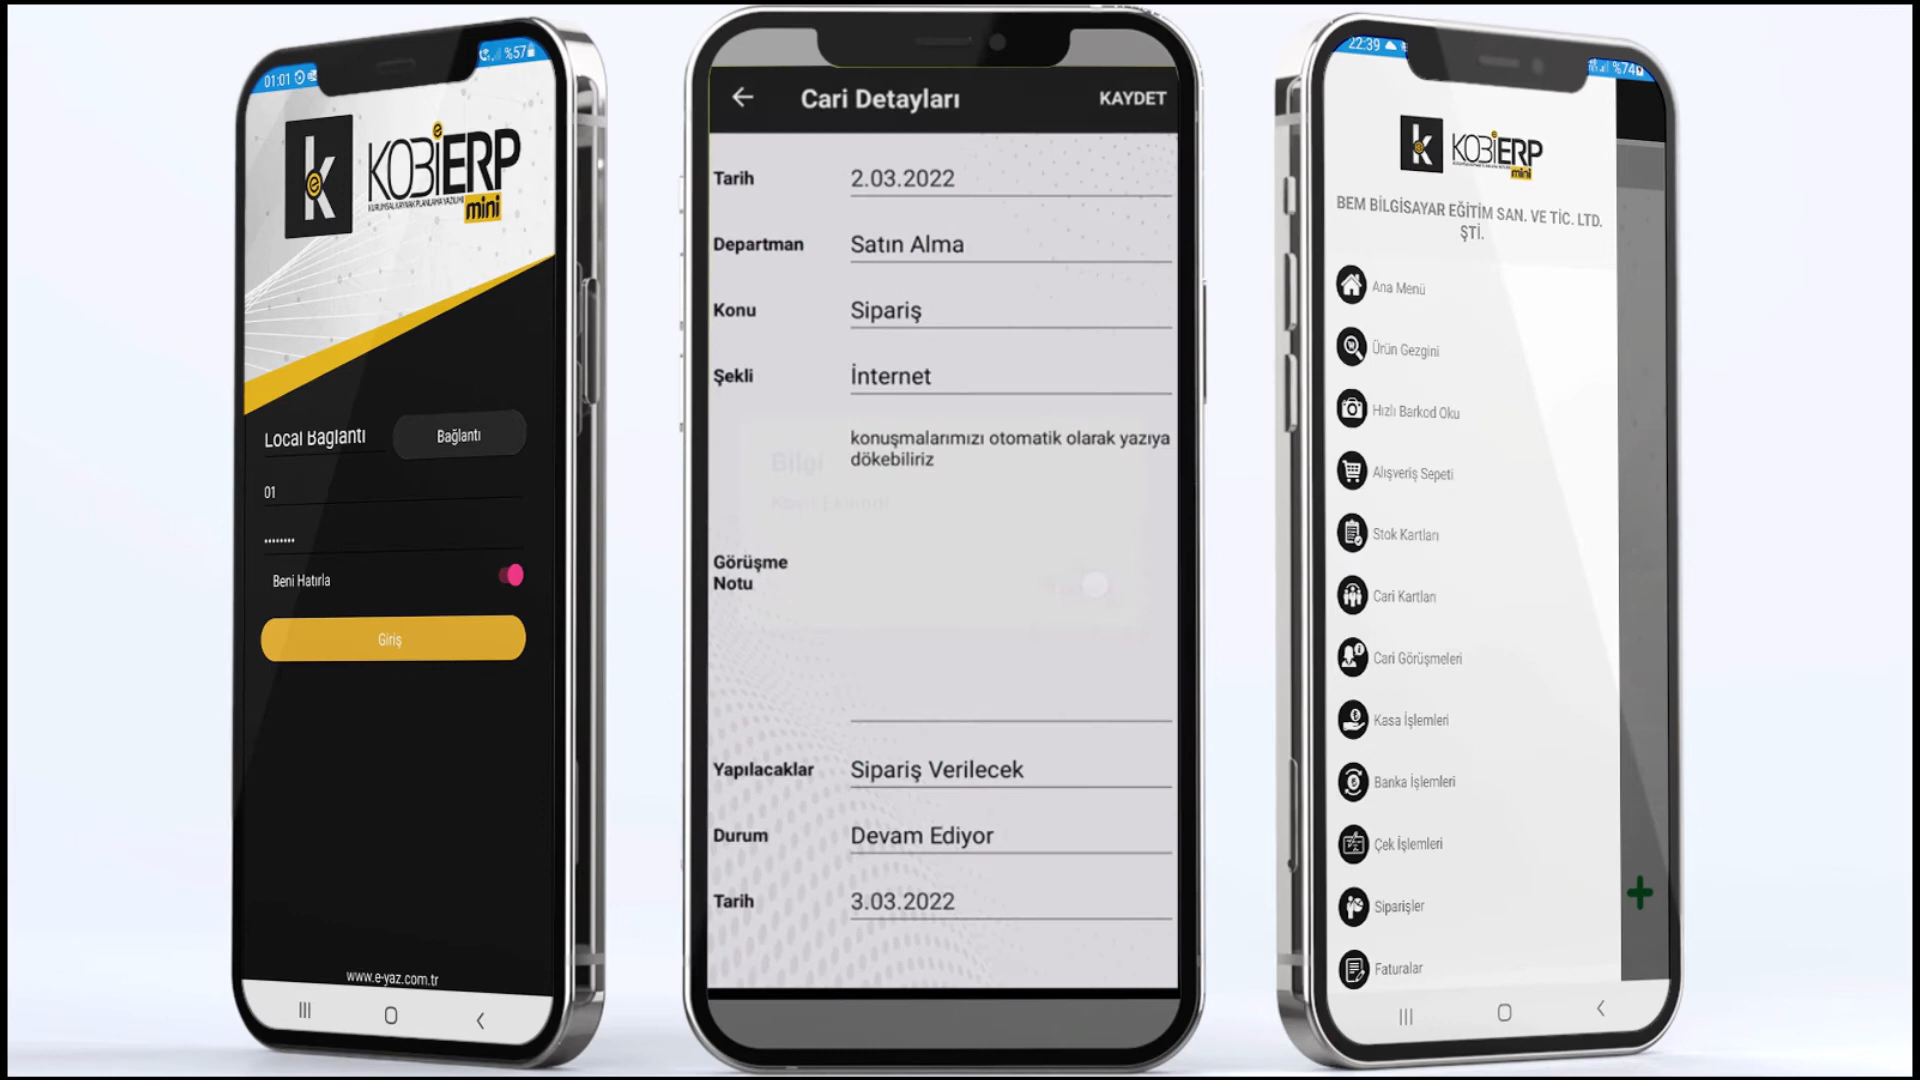 01:01
%57
KOBİERP
KURUMSAL KAYNAK PLANLAMA YAZILIMI
mini
Local Bağlantı
Bağlantı
01
••••••••
Beni Hatırla
Giriş
www.e-yaz.com.tr
Cari Detayları
KAYDET
Tarih
2.03.2022
Departman
Satın Alma
Konu
Sipariş
Şekli
İnternet
konuşmalarımızı otomatik olarak yazıya
dökebiliriz
Bilgi
Görüşme
Notu
Yapılacaklar
Sipariş Verilecek
Durum
Devam Ediyor
Tarih
3.03.2022
22:39
%74
KOBİERP
mini
BEM BİLGİSAYAR EĞİTİM SAN. VE TİC. LTD.
ŞTİ.
Ana Menü
Ürün Gezgini
Hızlı Barkod Oku
Alışveriş Sepeti
Stok Kartları
Cari Kartları
Cari Görüşmeleri
Kasa İşlemleri
Banka İşlemleri
Çek İşlemleri
Siparişler
Faturalar